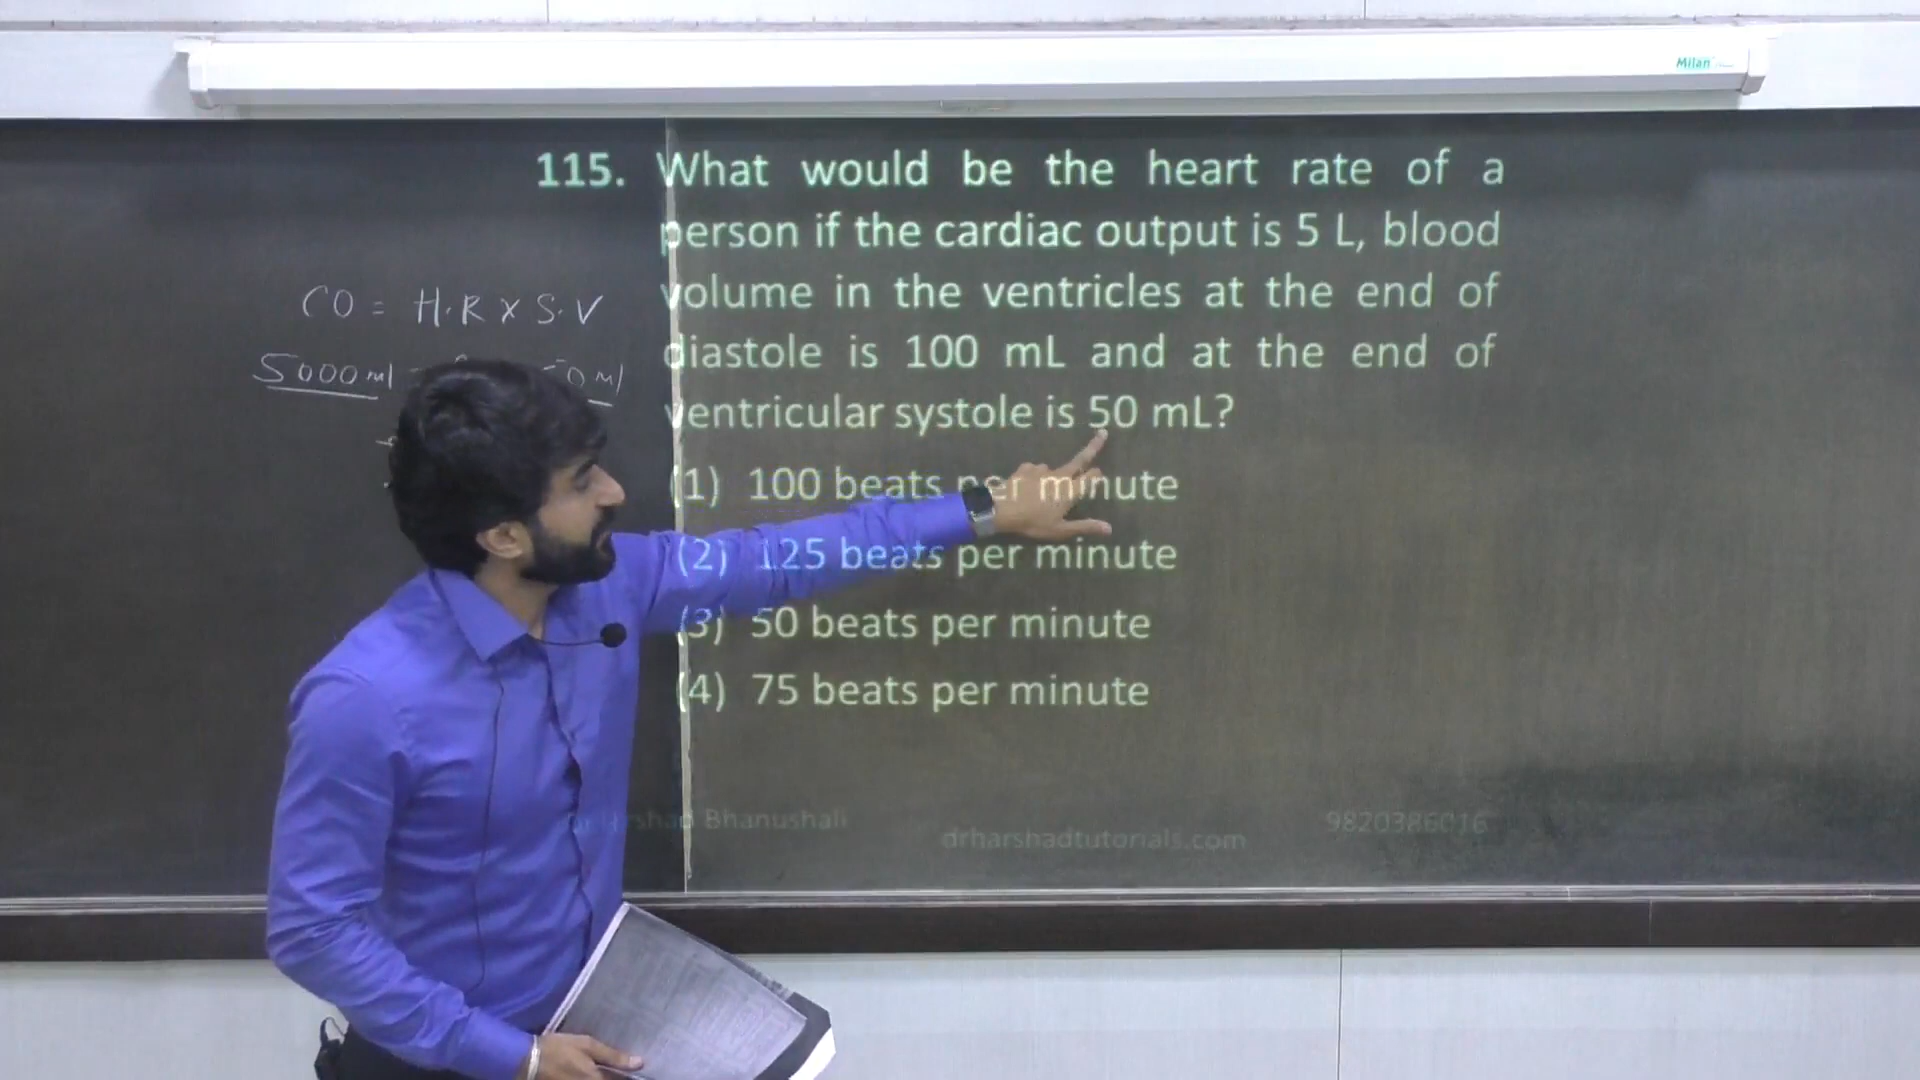 Milan
115. What would be the heart rate of a
person if the cardiac output is 5 L, blood
volume in the ventricles at the end of
diastole is 100 mL and at the end of
ventricular systole is 50 mL?
(1) 100 beats per minute
(2) 125 beats per minute
(3) 50 beats per minute
(4) 75 beats per minute
CO = H.R x S.V
5000ml
Bhanushali
drharshadtutorials.com
9820386016